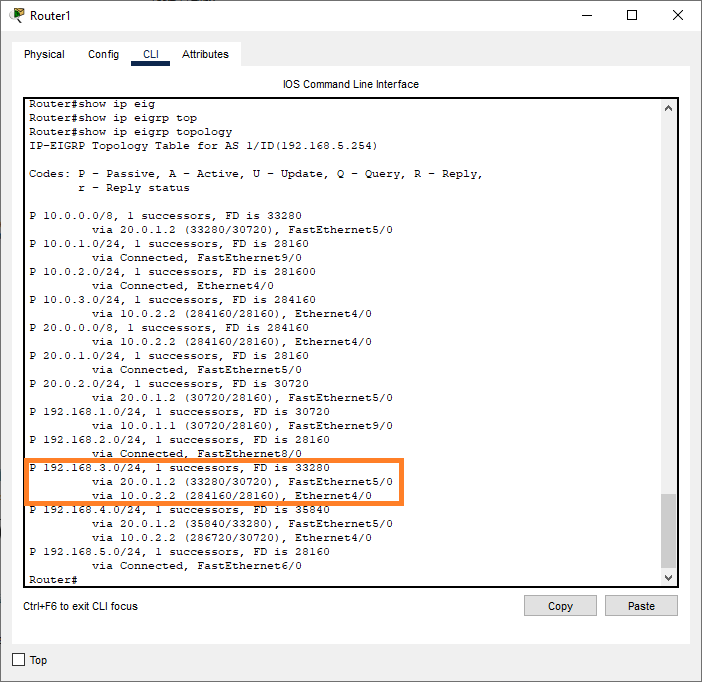 Router1
Physical Config CLI Attributes
IOS Command Line Interface
Router#show ip eig
Router#show ip eigrp top
Router#show ip eigrp topology
IP-EIGRP Topology Table for AS 1/ID(192.168.5.254)
Codes: P - Passive, A - Active, U - Update, Q - Query, R - Reply,
r - Reply status
P 10.0.0.0/8, 1 successors, FD is 33280
via 20.0.1.2 (33280/30720), FastEthernet5/0
P 10.0.1.0/24, 1 successors, FD is 28160
via Connected, FastEthernet9/0
P 10.0.2.0/24, 1 successors, FD is 281600
via Connected, Ethernet4/0
P 10.0.3.0/24, 1 successors, FD is 284160
via 10.0.2.2 (284160/28160), Ethernet4/0
P 20.0.0.0/8, 1 successors, FD is 284160
via 10.0.2.2 (284160/28160), Ethernet4/0
P 20.0.1.0/24, 1 successors, FD is 28160
via Connected, FastEthernet5/0
P 20.0.2.0/24, 1 successors, FD is 30720
via 20.0.1.2 (30720/28160), FastEthernet5/0
P 192.168.1.0/24, 1 successors, FD is 30720
via 10.0.1.1 (30720/28160), FastEthernet9/0
P 192.168.2.0/24, 1 successors, FD is 28160
via Connected, FastEthernet8/0
P 192.168.3.0/24, 1 successors, FD is 33280
via 20.0.1.2 (33280/30720), FastEthernet5/0
via 10.0.2.2 (284160/28160), Ethernet4/0
P 192.168.4.0/24, 1 successors, FD is 35840
via 20.0.1.2 (35840/33280), FastEthernet5/0
via 10.0.2.2 (286720/30720), Ethernet4/0
P 192.168.5.0/24, 1 successors, FD is 28160
via Connected, FastEthernet6/0
Router#
Ctrl+F6 to exit CLI focus
Copy Paste
Top